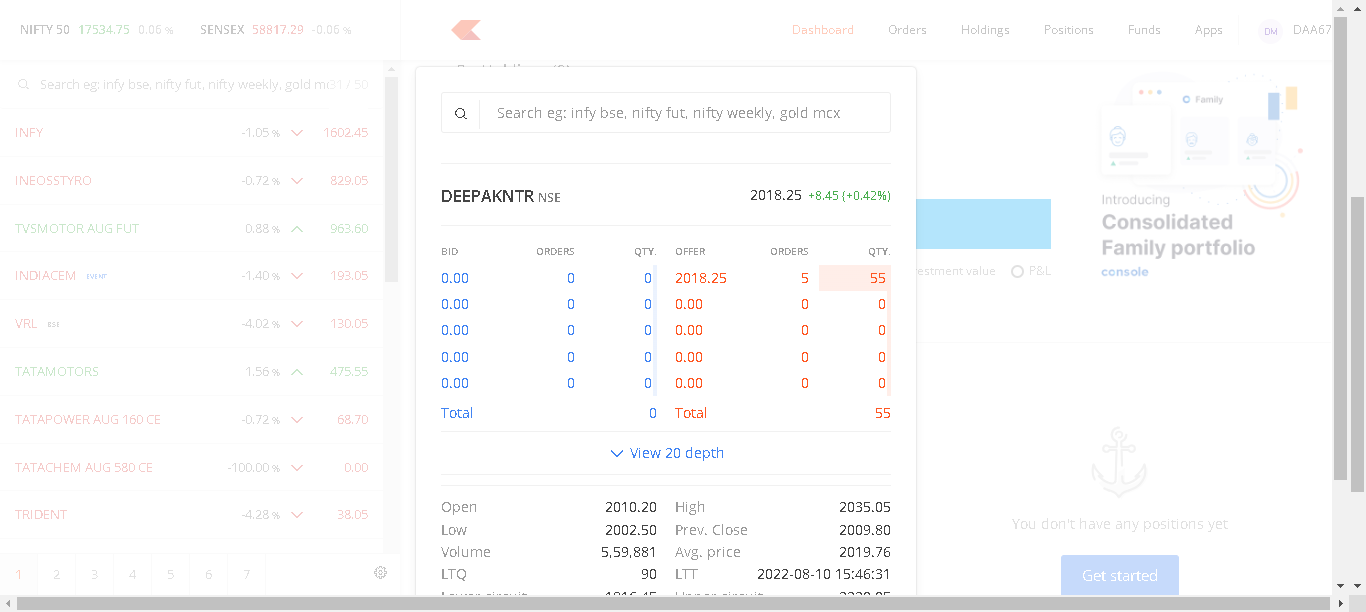 NIFTY 50 17534.75 0.06 % SENSEX 58817.29 -0.06 %
Dashboard Orders Holdings Positions Funds Apps DM DAA67
Search eg: infy bse, nifty fut, nifty weekly, gold mc 31 / 50
INFY -1.05 % 1602.45
INEOSSTYRO -0.72 % 829.05
TVSMOTOR AUG FUT 0.88 % 963.60
INDIACEM EVENT -1.40 % 193.05
VRL BSE -4.02 % 130.05
TATAMOTORS 1.56 % 475.55
TATAPOWER AUG 160 CE -0.72 % 68.70
TATACHEM AUG 580 CE -100.00 % 0.00
TRIDENT -4.28 % 38.05
1 2 3 4 5 6 7
Search eg: infy bse, nifty fut, nifty weekly, gold mcx
DEEPAKNTR NSE 2018.25 +8.45 (+0.42%)
BID ORDERS QTY. OFFER ORDERS QTY.
0.00 0 0 2018.25 5 55
0.00 0 0 0.00 0 0
0.00 0 0 0.00 0 0
0.00 0 0 0.00 0 0
0.00 0 0 0.00 0 0
Total 0 Total 55
View 20 depth
Open 2010.20 High 2035.05
Low 2002.50 Prev. Close 2009.80
Volume 5,59,881 Avg. price 2019.76
LTQ 90 LTT 2022-08-10 15:46:31
Family
Introducing
Consolidated
Family portfolio
console
estment value P&L
You don't have any positions yet
Get started